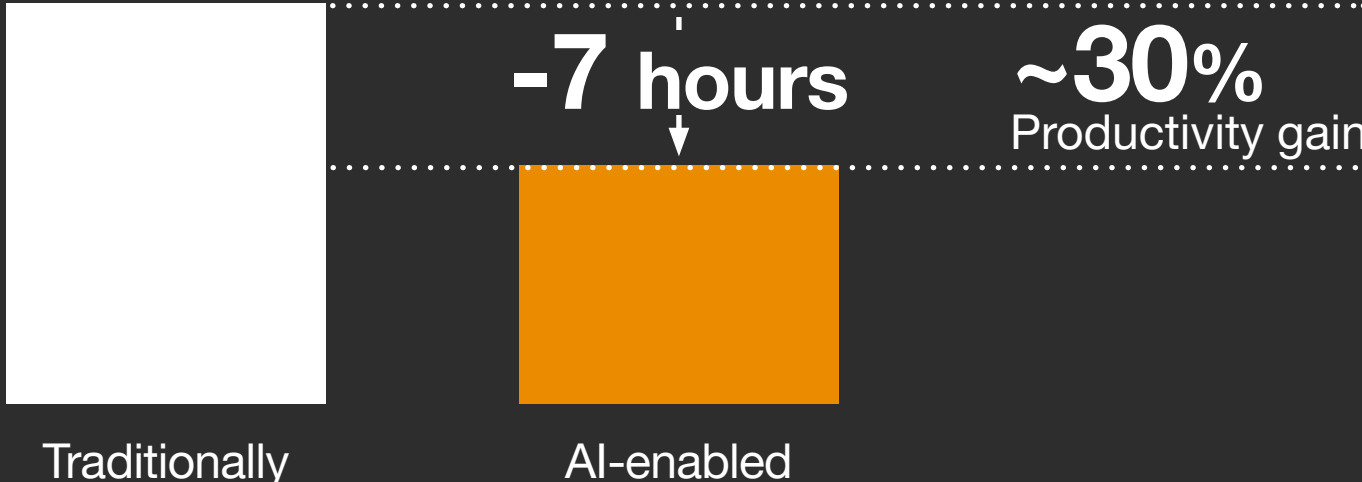 -7 hours
~30%
Productivity gain
Traditionally
AI-enabled